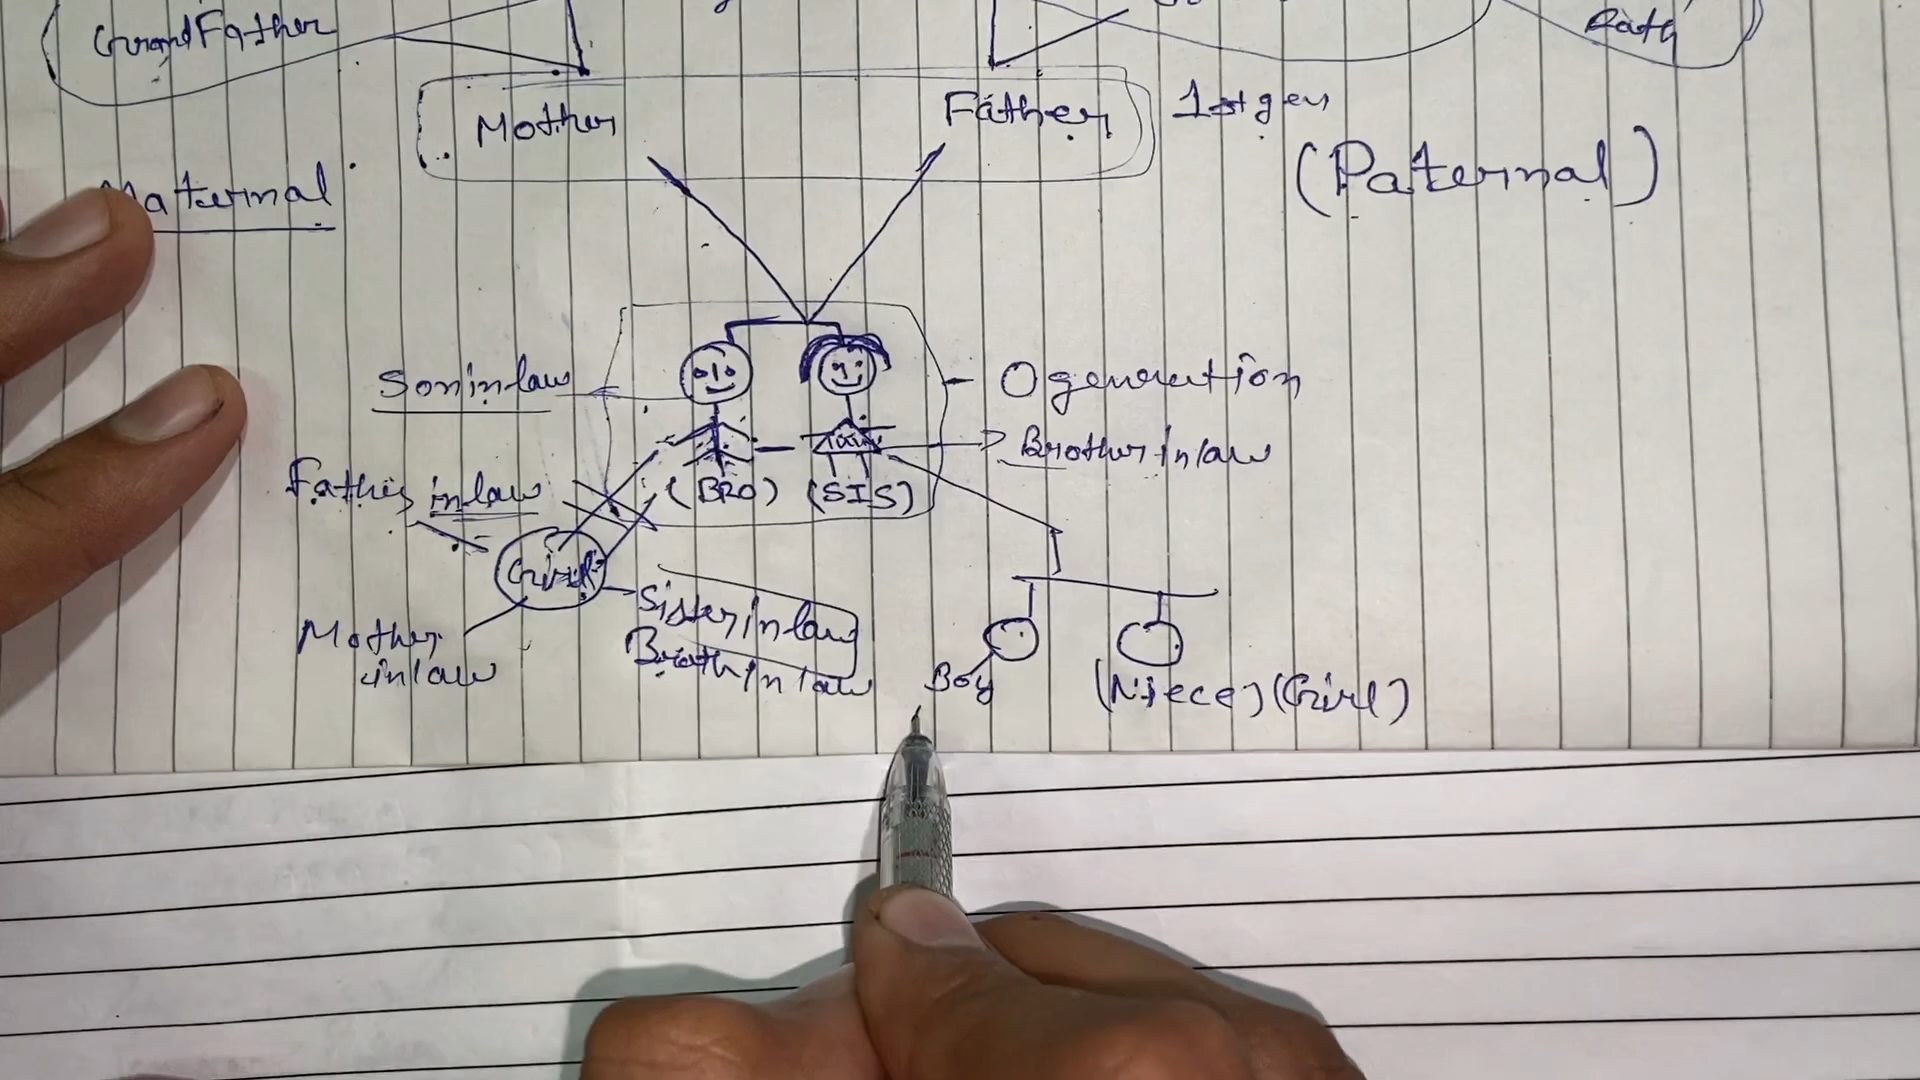 GrandFather
Mother
Father
1st gen
Maternal
(Paternal)
Son in law
0 generation
Brother in law
Father in law
(BRO)
(SIS)
Girl
Sister in law
Mother
in law
Broth in law
Boy
(Niece) (Girl)